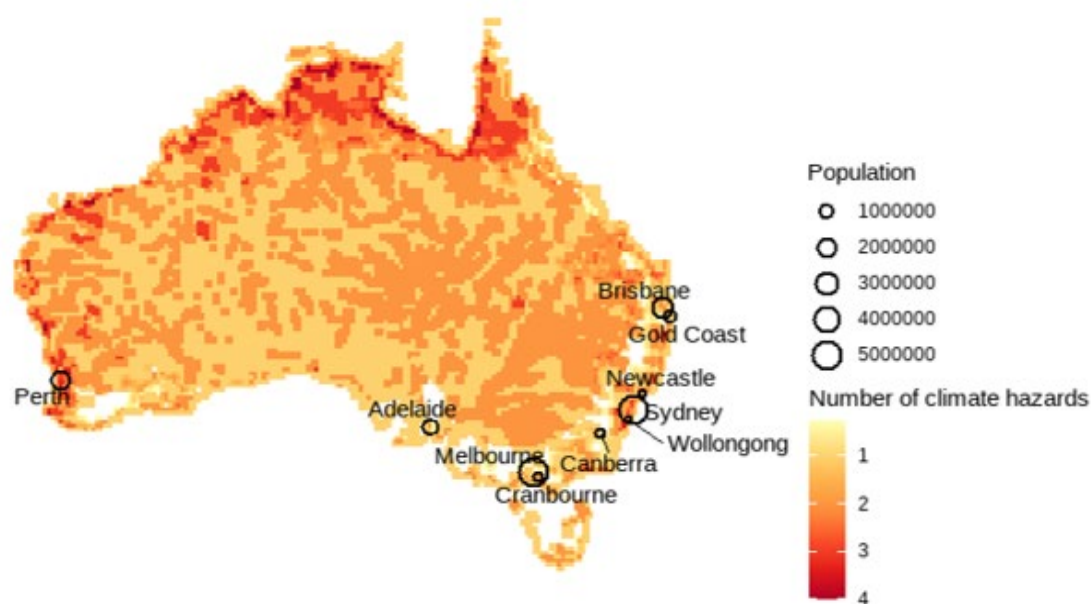 Population
1000000
2000000
3000000
4000000
5000000
Number of climate hazards
1
2
3
4
Brisbane
Gold Coast
Newcastle
Sydney
Wollongong
Canberra
Perth
Adelaide
Melbourne
Cranbourne